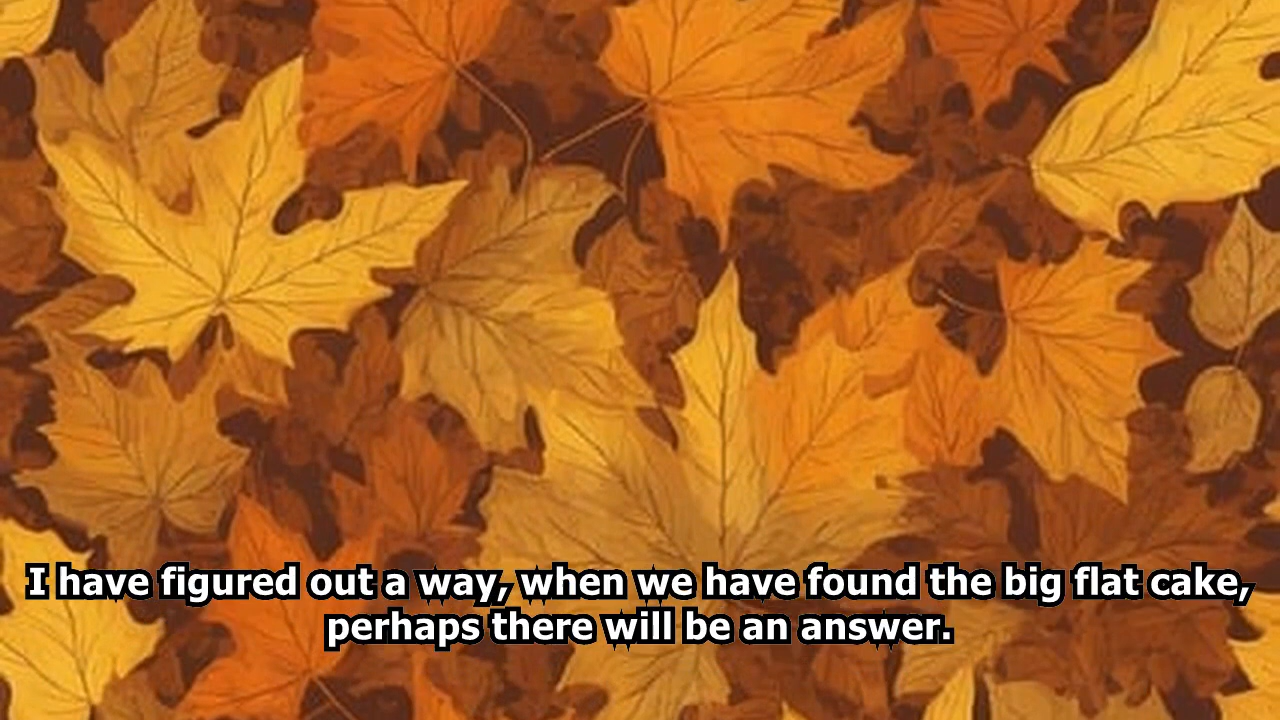 I have figured out a way, when we have found the big flat cake,
perhaps there will be an answer.